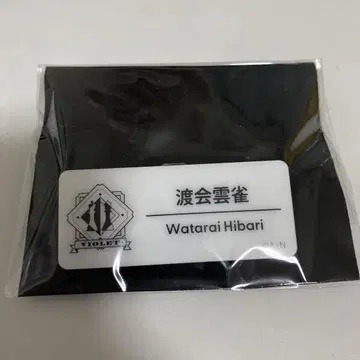 渡会雲雀
Watarai Hibari
VIOLET